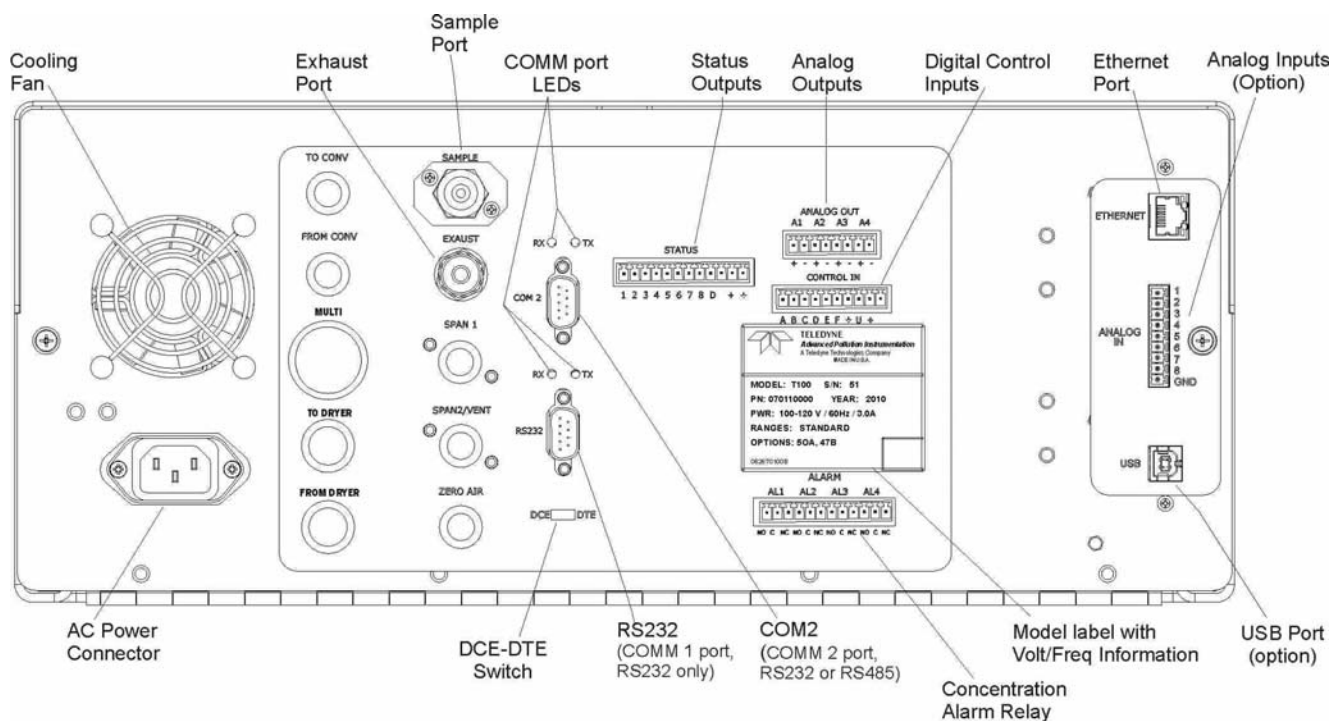 Sample
Port
Cooling
Fan
Exhaust
Port
COMM port
LEDs
Status
Outputs
Analog
Outputs
Digital Control
Inputs
Ethernet
Port
Analog Inputs
(Option)
TO CONV
FROM CONV
MULTI
TO DRYER
FROM DRYER
SAMPLE
EXAUST
SPAN 1
SPAN2/VENT
ZERO AIR
RX TX
COM 2
RX TX
RS232
DCE DTE
STATUS
1 2 3 4 5 6 7 8 D + ⏚
ANALOG OUT
A1 A2 A3 A4
+ - + - + - + -
CONTROL IN
A B C D E F ⏚ U +
TELEDYNE
Advanced Pollution Instrumentation
A Teledyne Technologies Company
MADE IN U.S.A.
MODEL: T100 S/N: 51
PN: 070110000 YEAR: 2010
PWR: 100-120 V / 60Hz / 3.0A
RANGES: STANDARD
OPTIONS: 50A, 47B
ALARM
AL1 AL2 AL3 AL4
NO C NC NO C NC NO C NC NO C NC
ETHERNET
ANALOG
IN
1
2
3
4
5
6
7
8
GND
USB
AC Power
Connector
DCE-DTE
Switch
RS232
(COMM 1 port,
RS232 only)
COM2
(COMM 2 port,
RS232 or RS485)
Concentration
Alarm Relay
Model label with
Volt/Freq Information
USB Port
(option)